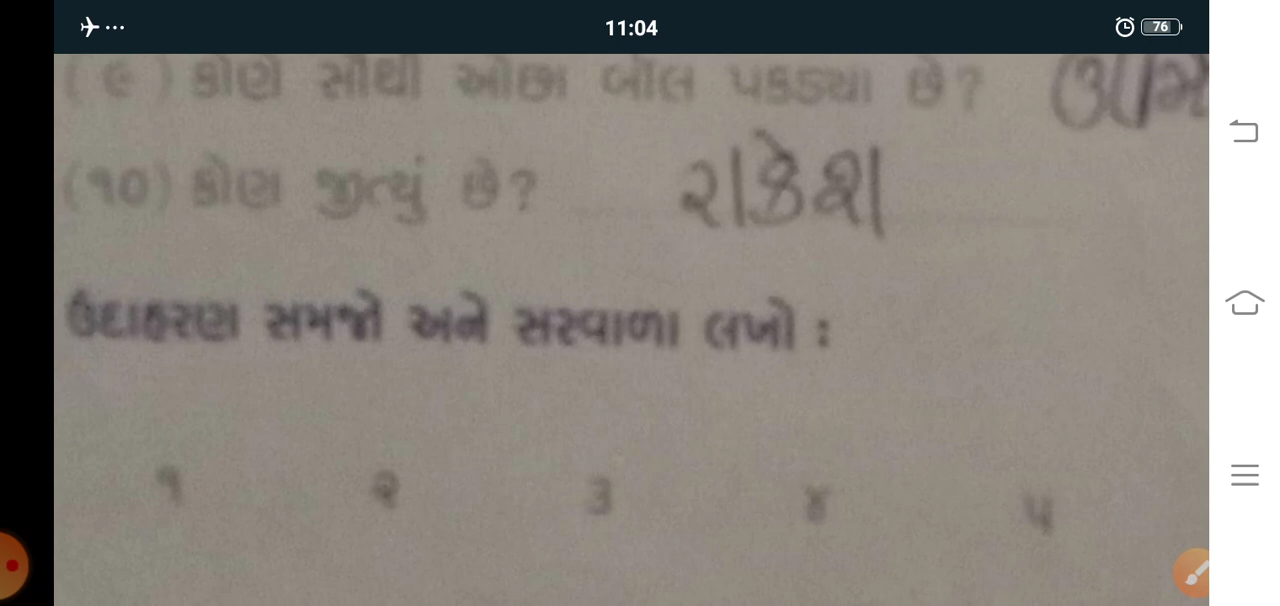 11:04
76
(૯) કોણે સૌથી ઓછા બૉલ પકડ્યા છે?
(૧૦) કોણ જીત્યું છે? રાકેશ
ઉદાહરણ સમજો અને સરવાળા લખો :
૧ ૨ ૩ ૪ ૫